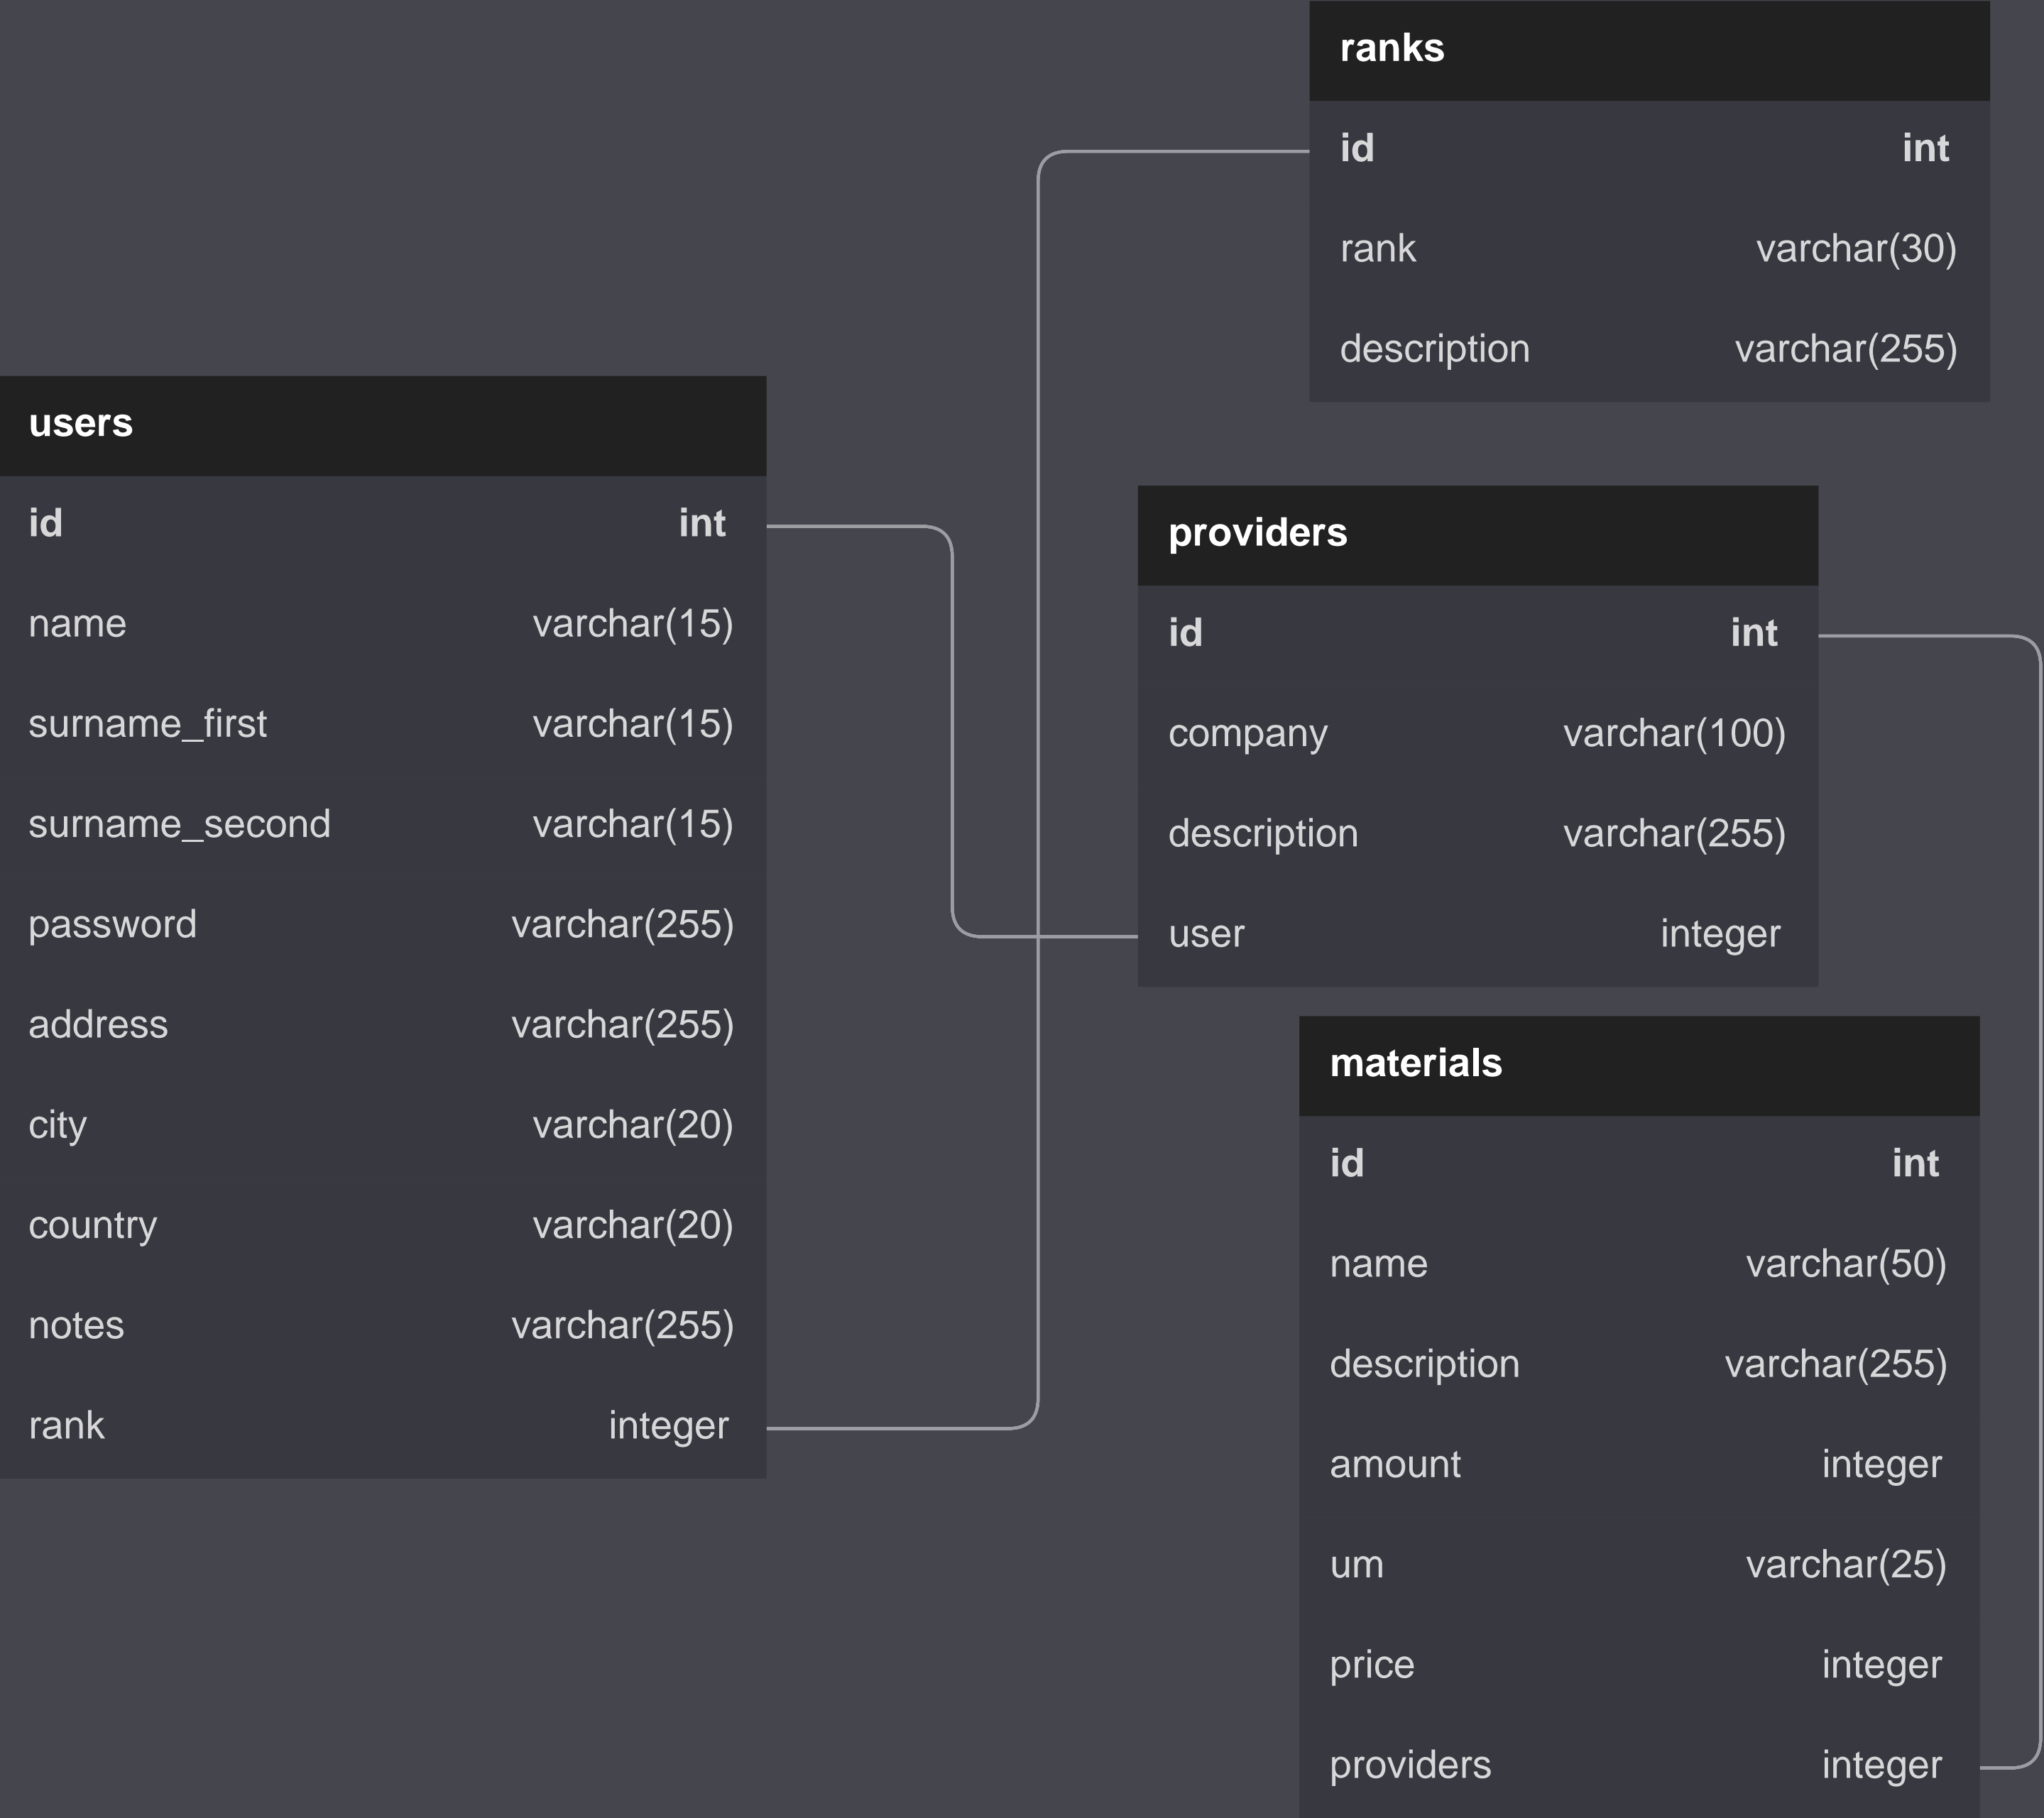 ranks
id int
rank varchar(30)
description varchar(255)
users
id int
name varchar(15)
surname_first varchar(15)
surname_second varchar(15)
password varchar(255)
address varchar(255)
city varchar(20)
country varchar(20)
notes varchar(255)
rank integer
providers
id int
company varchar(100)
description varchar(255)
user integer
materials
id int
name varchar(50)
description varchar(255)
amount integer
um varchar(25)
price integer
providers integer